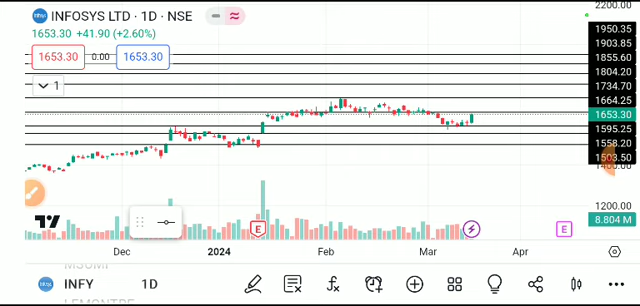 INFOSYS LTD · 1D · NSE
1653.30 +41.90 (+2.60%)
1653.30 0.00 1653.30
1
2200.00
1950.35
1903.85
1855.60
1804.20
1734.70
1664.25
1653.30
1595.25
1558.20
1503.50
1400.00
1200.00
8.804 M
E E
Dec 2024 Feb Mar Apr
INFY 1D